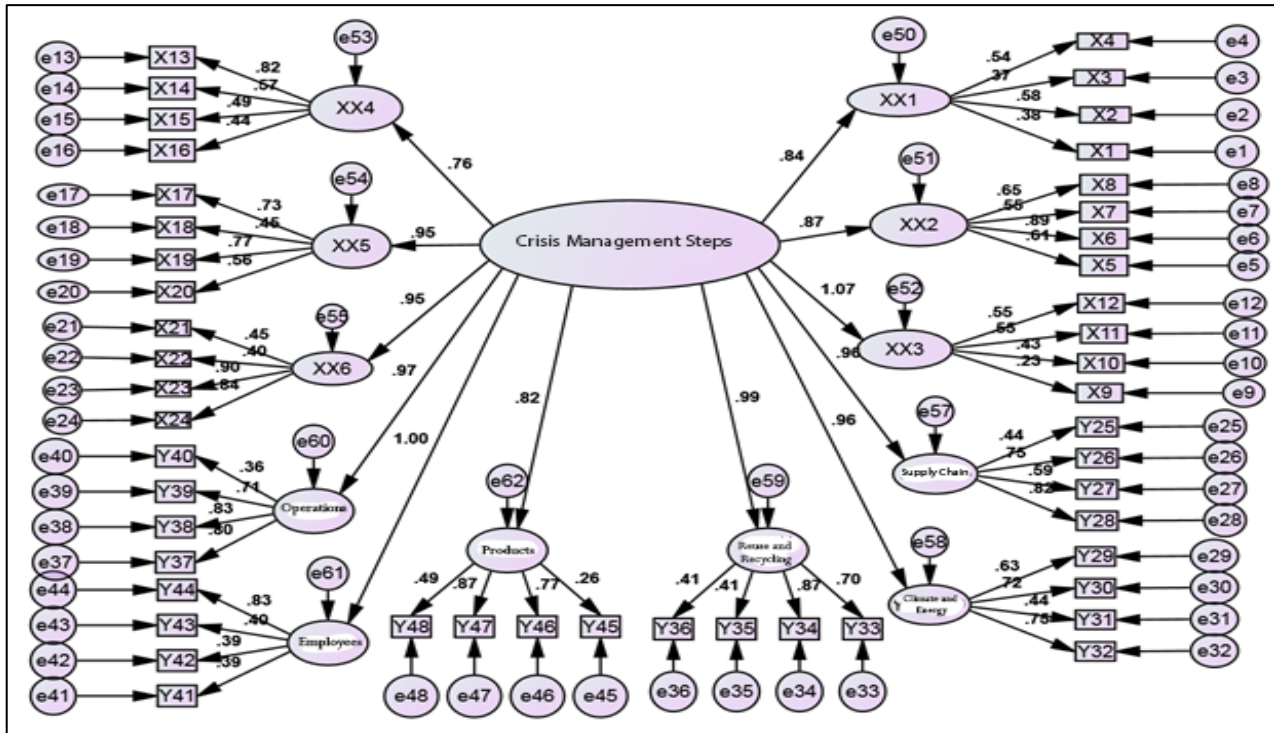 Crisis Management Steps
.76
.95
.95
.97
1.00
.82
.84
.87
1.07
.96
.96
.99
e53
XX4
e13
X13
.82
e14
X14
.57
e15
X15
.49
e16
X16
.44
e54
XX5
e17
X17
.73
e18
X18
e19
X19
.77
e20
X20
.56
e55
XX6
e21
X21
.45
e22
X22
.40
e23
X23
.90
e24
X24
.84
e60
Operations
e40
Y40
.36
e39
Y39
.71
e38
Y38
.83
e37
Y37
e61
Employees
e44
Y44
.83
e43
Y43
.40
e42
Y42
.39
e41
Y41
.39
e62
Products
.49
.87
.77
.26
Y48
Y47
Y46
Y45
e48
e47
e46
e45
e59
Reuse and
Recycling
.41
.41
.87
.70
Y36
Y35
Y34
Y33
e36
e35
e34
e33
e50
XX1
.54
X4
e4
.37
X3
e3
.58
X2
e2
.38
X1
e1
e51
XX2
.65
X8
e8
.55
X7
e7
.89
X6
e6
.61
X5
e5
e52
XX3
.55
X12
e12
.55
X11
e11
.43
X10
e10
.23
X9
e9
e57
Supply Chain
.44
Y25
e25
.75
Y26
e26
.59
Y27
e27
.82
Y28
e28
e58
Climate and
Energy
.63
Y29
e29
.72
Y30
e30
.44
Y31
e31
.75
Y32
e32